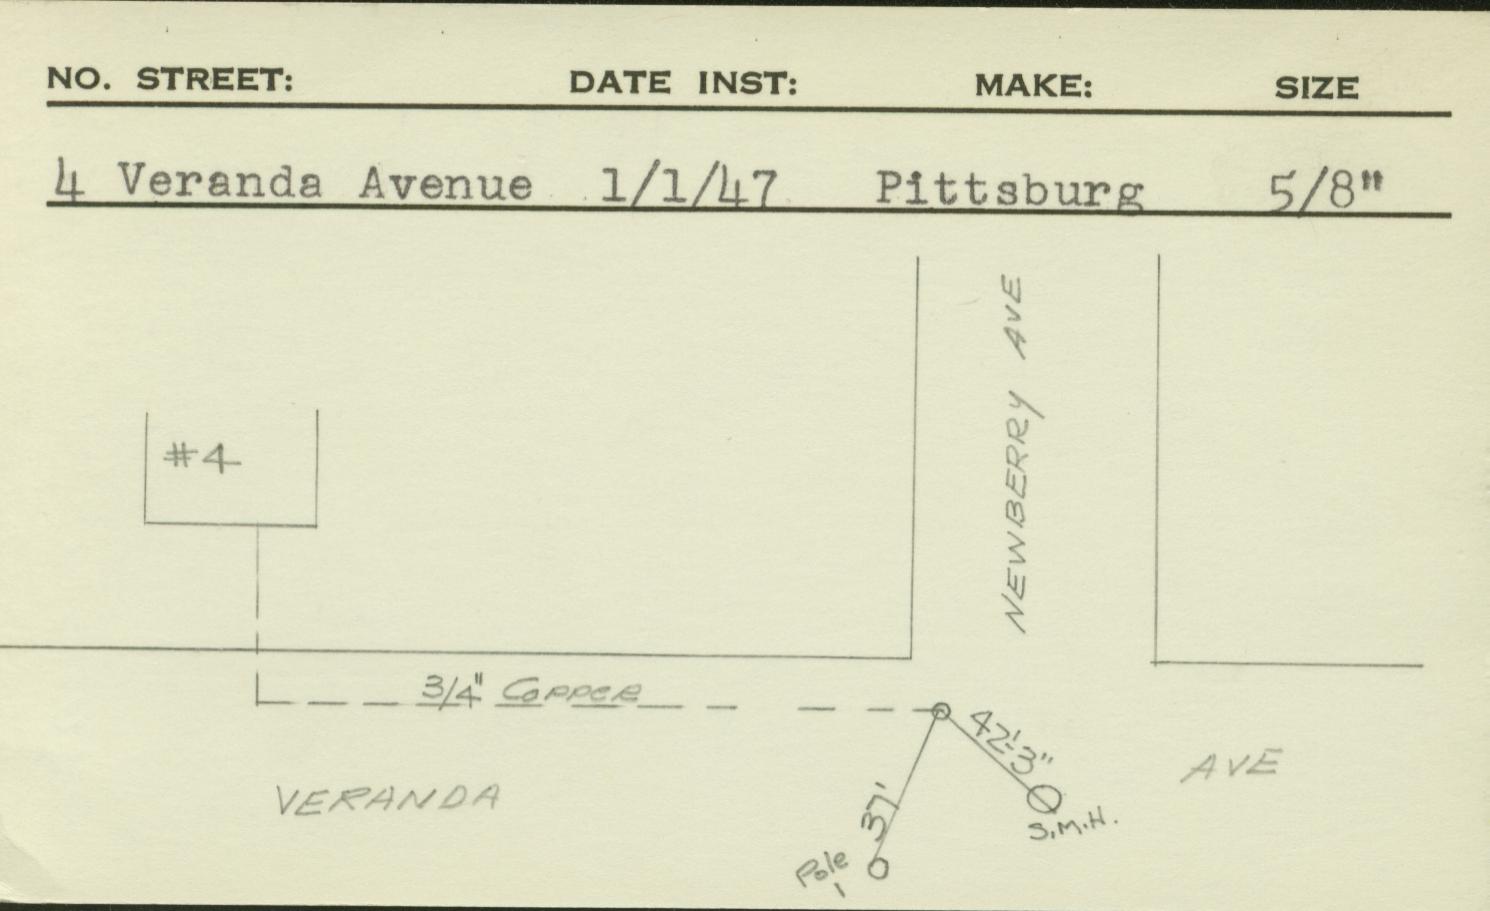 NO. STREET: DATE INST: MAKE: SIZE
4 Veranda Avenue 1/1/47 Pittsburg 5/8"
NEWBERRY AVE
#4
3/4" COPPER
42'-3"
VERANDA AVE
37'
S.M.H.
Pole
1